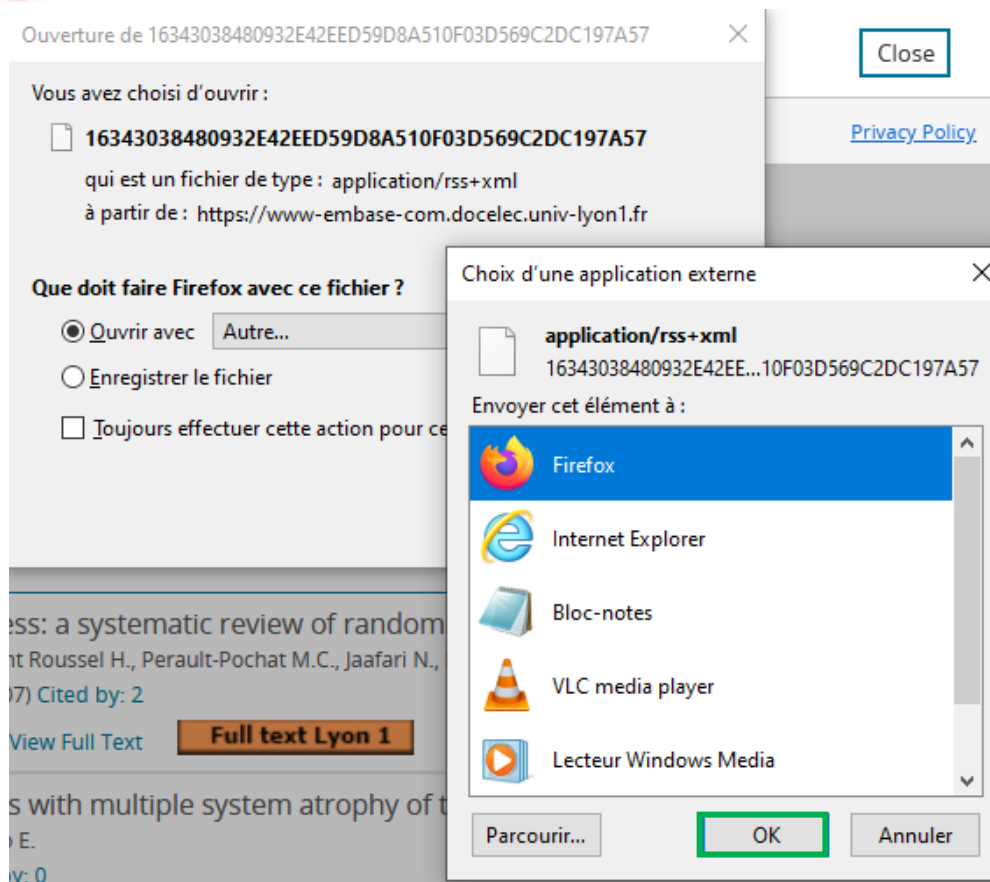 Ouverture de 16343038480932E42EED59D8A510F03D569C2DC197A57
Close
Vous avez choisi d'ouvrir :
16343038480932E42EED59D8A510F03D569C2DC197A57
Privacy Policy
qui est un fichier de type : application/rss+xml
à partir de : https://www-embase-com.docelec.univ-lyon1.fr
Que doit faire Firefox avec ce fichier ?
Ouvrir avec Autre...
Enregistrer le fichier
Toujours effectuer cette action pour ce
Choix d'une application externe
application/rss+xml
16343038480932E42EE...10F03D569C2DC197A57
Envoyer cet élément à :
Firefox
Internet Explorer
Bloc-notes
VLC media player
Lecteur Windows Media
Parcourir... OK Annuler
ess: a systematic review of random
nt Roussel H., Perault-Pochat M.C., Jaafari N.,
07) Cited by: 2
View Full Text Full text Lyon 1
s with multiple system atrophy of t
E.
by: 0